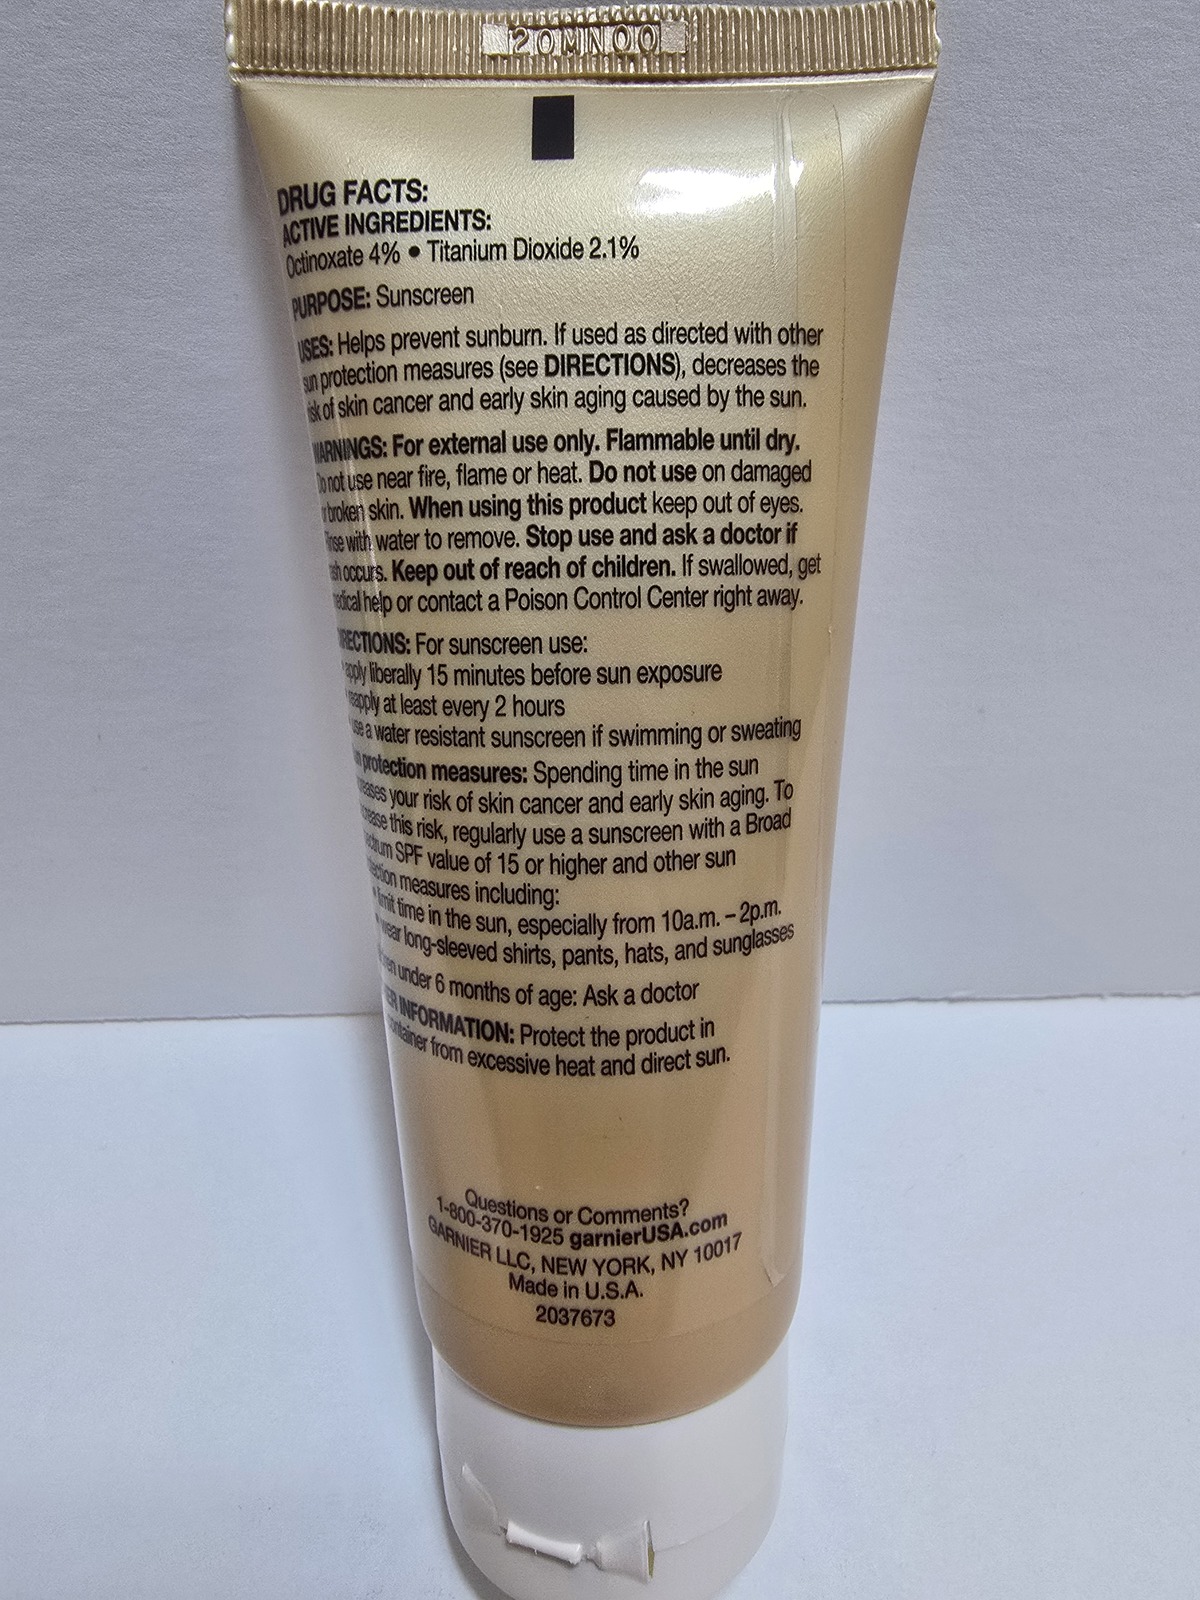 20MN00
DRUG FACTS:
ACTIVE INGREDIENTS:
Octinoxate 4% • Titanium Dioxide 2.1%
PURPOSE: Sunscreen
USES: Helps prevent sunburn. If used as directed with other
sun protection measures (see DIRECTIONS), decreases the
risk of skin cancer and early skin aging caused by the sun.
WARNINGS: For external use only. Flammable until dry.
Do not use near fire, flame or heat. Do not use on damaged
or broken skin. When using this product keep out of eyes.
Rinse with water to remove. Stop use and ask a doctor if
rash occurs. Keep out of reach of children. If swallowed, get
medical help or contact a Poison Control Center right away.
DIRECTIONS: For sunscreen use:
• apply liberally 15 minutes before sun exposure
• reapply at least every 2 hours
use a water resistant sunscreen if swimming or sweating
protection measures: Spending time in the sun
your risk of skin cancer and early skin aging. To
this risk, regularly use a sunscreen with a Broad
SPF value of 15 or higher and other sun
measures including:
• limit time in the sun, especially from 10a.m. – 2p.m.
• wear long-sleeved shirts, pants, hats, and sunglasses
under 6 months of age: Ask a doctor
INFORMATION: Protect the product in
from excessive heat and direct sun.
Questions or Comments?
1-800-370-1925 garnierUSA.com
GARNIER LLC, NEW YORK, NY 10017
Made in U.S.A.
2037673